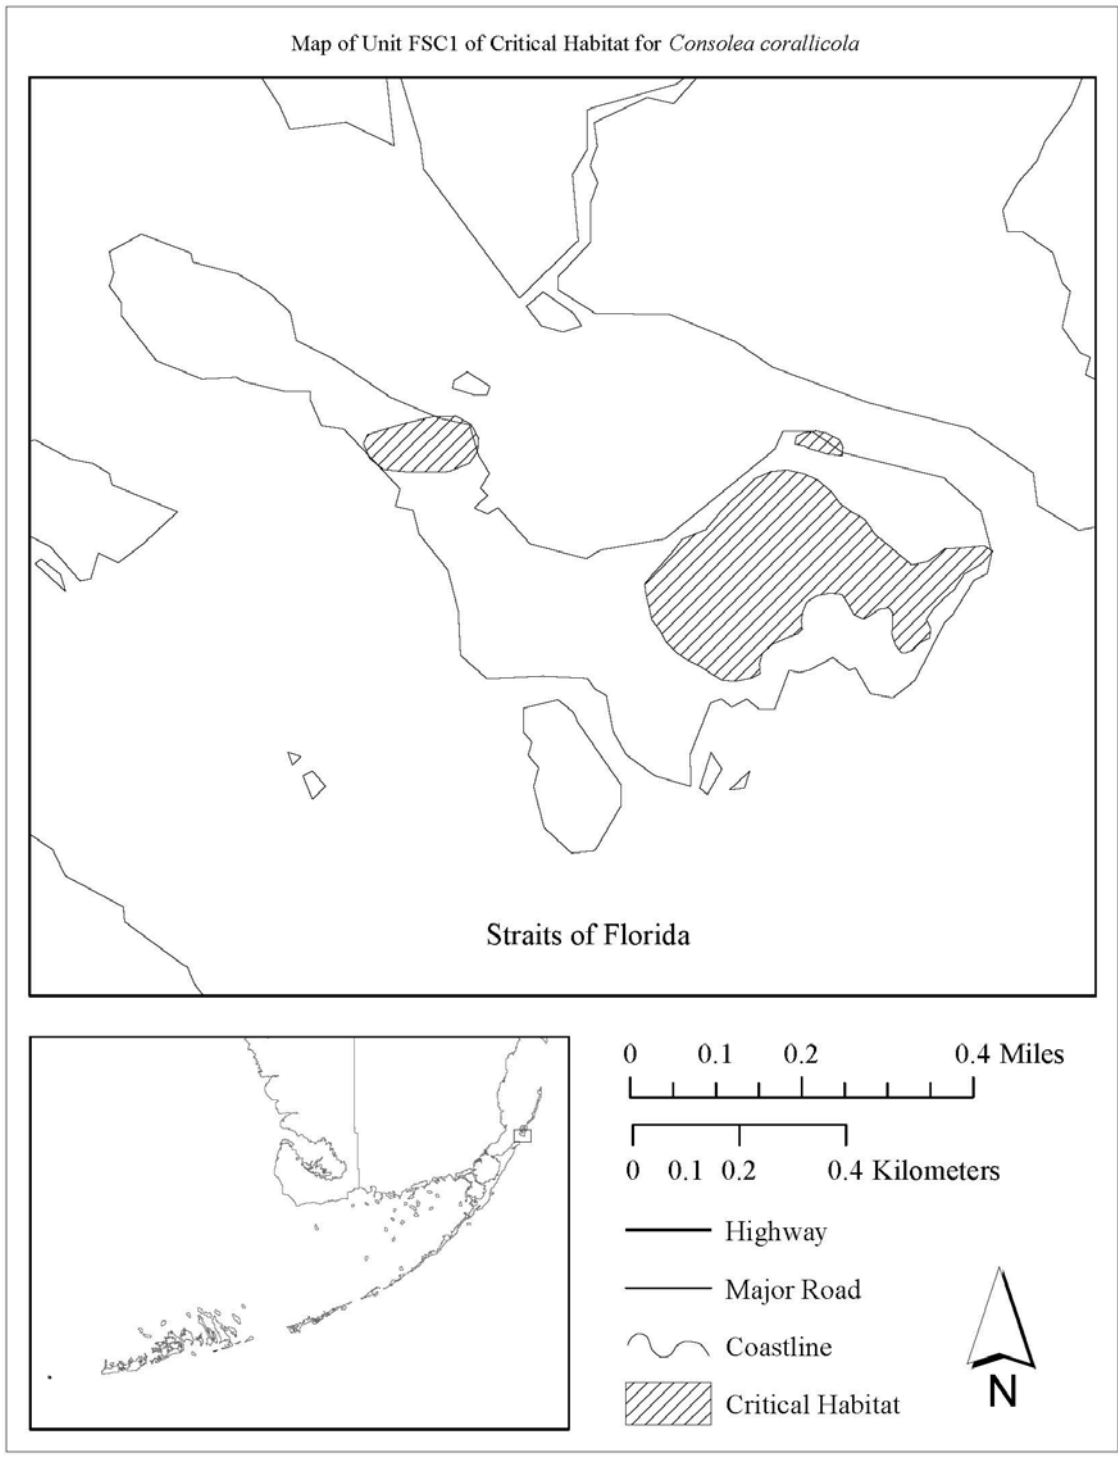 Map of Unit FSC1 of Critical Habitat for Consolea corallicola
Straits of Florida
0 0.1 0.2 0.4 Miles
0 0.1 0.2 0.4 Kilometers
Highway
Major Road
Coastline
Critical Habitat
N